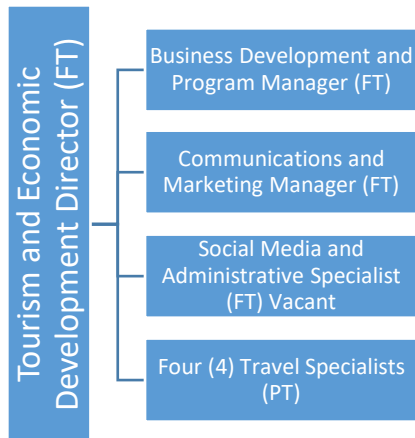 Tourism and Economic
Development Director (FT)
Business Development and
Program Manager (FT)
Communications and
Marketing Manager (FT)
Social Media and
Administrative Specialist
(FT) Vacant
Four (4) Travel Specialists
(PT)